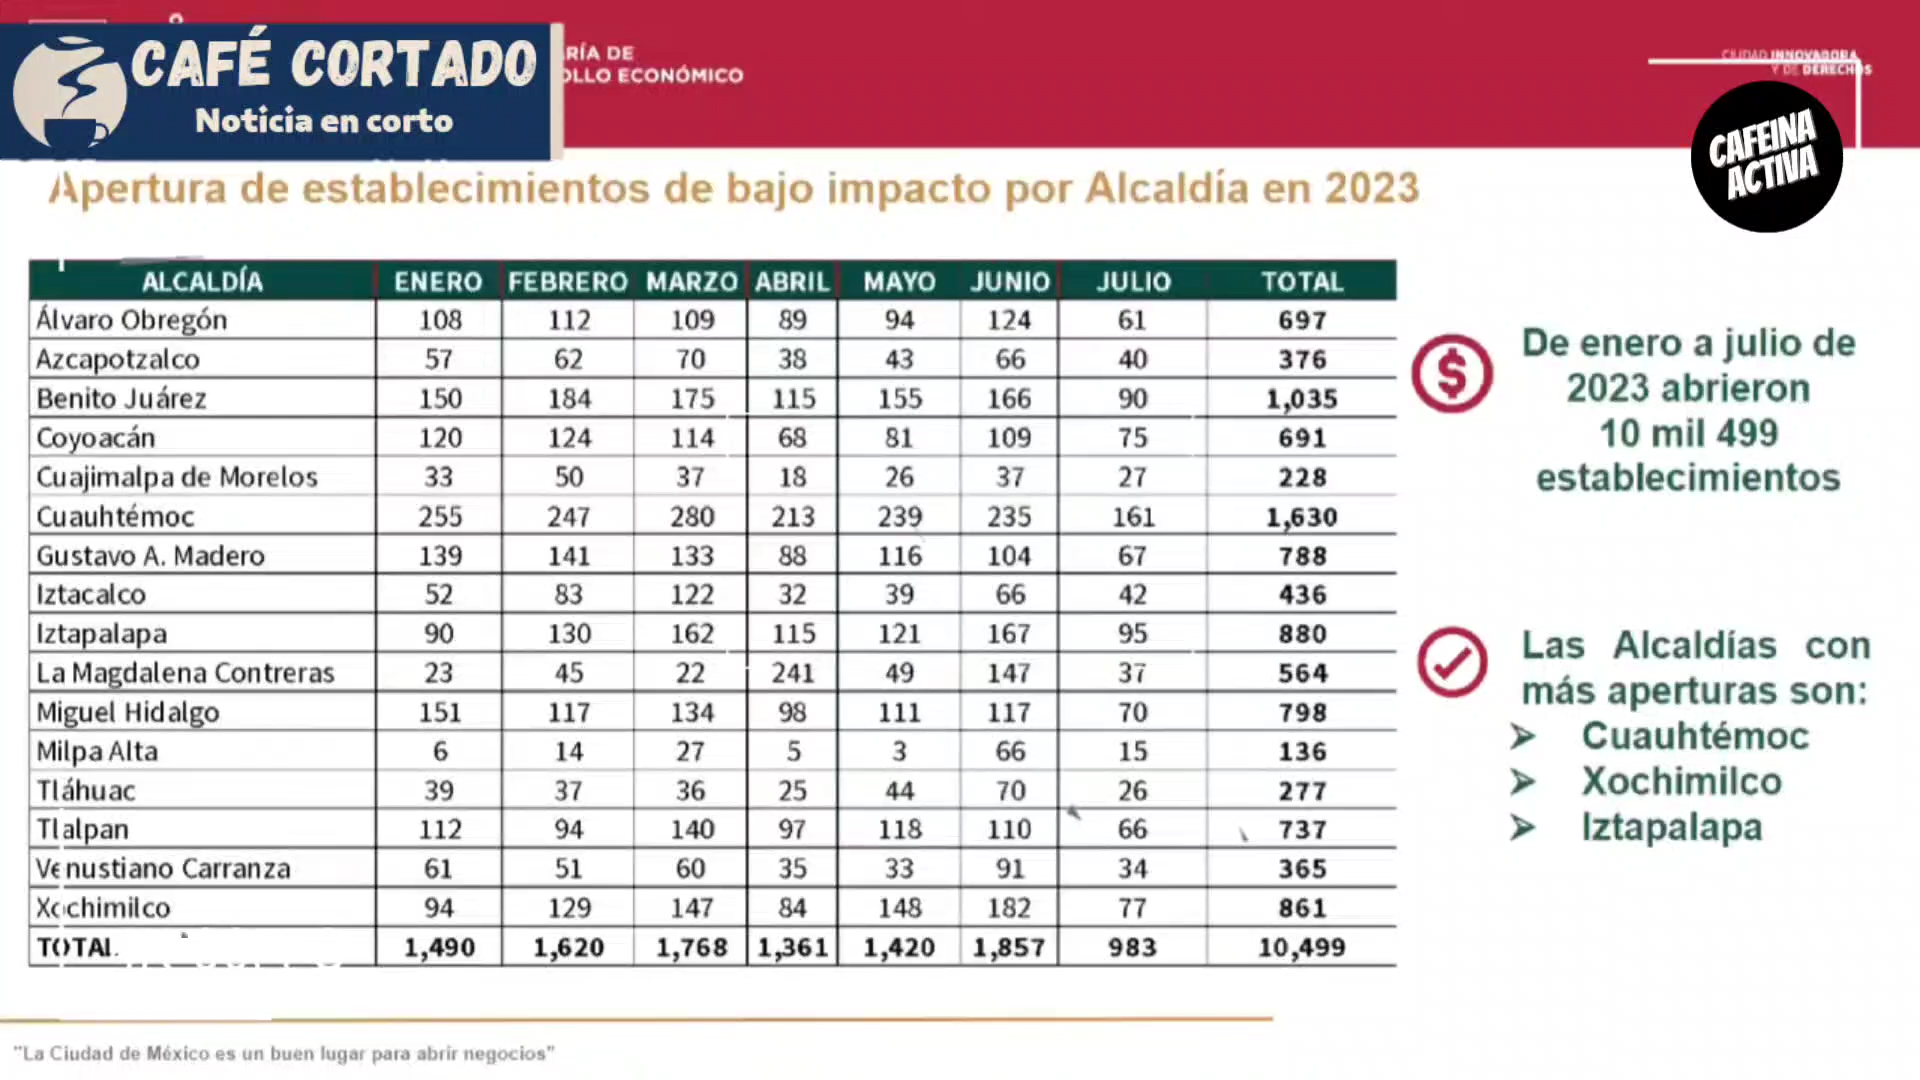 CAFÉ CORTADO
Noticia en corto
RÍA DE
OLLO ECONÓMICO
CIUDAD INNOVADORA
Y DE DERECHOS
CAFEINA
ACTIVA
Apertura de establecimientos de bajo impacto por Alcaldía en 2023
ALCALDÍA ENERO FEBRERO MARZO ABRIL MAYO JUNIO JULIO TOTAL
Álvaro Obregón 108 112 109 89 94 124 61 697
Azcapotzalco 57 62 70 38 43 66 40 376
Benito Juárez 150 184 175 115 155 166 90 1,035
Coyoacán 120 124 114 68 81 109 75 691
Cuajimalpa de Morelos 33 50 37 18 26 37 27 228
Cuauhtémoc 255 247 280 213 239 235 161 1,630
Gustavo A. Madero 139 141 133 88 116 104 67 788
Iztacalco 52 83 122 32 39 66 42 436
Iztapalapa 90 130 162 115 121 167 95 880
La Magdalena Contreras 23 45 22 241 49 147 37 564
Miguel Hidalgo 151 117 134 98 111 117 70 798
Milpa Alta 6 14 27 5 3 66 15 136
Tláhuac 39 37 36 25 44 70 26 277
Tlalpan 112 94 140 97 118 110 66 737
Venustiano Carranza 61 51 60 35 33 91 34 365
Xochimilco 94 129 147 84 148 182 77 861
TOTAL 1,490 1,620 1,768 1,361 1,420 1,857 983 10,499
De enero a julio de
2023 abrieron
10 mil 499
establecimientos
Las Alcaldías con
más aperturas son:
➢ Cuauhtémoc
➢ Xochimilco
➢ Iztapalapa
"La Ciudad de México es un buen lugar para abrir negocios"